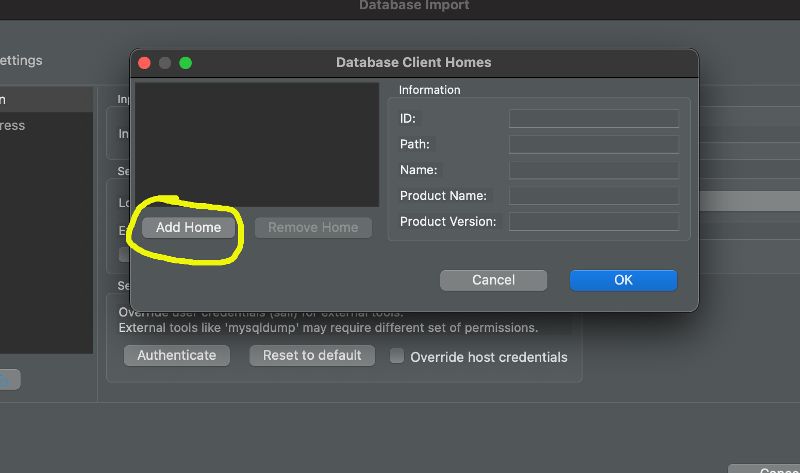 Database Import
ettings
Database Client Homes
Information
ID:
Path:
Name:
Product Name:
Product Version:
Add Home
Remove Home
Cancel
OK
n
ress
Inp
In
Se
Lo
E
Se
Override user credentials (sail) for external tools.
External tools like 'mysqldump' may require different set of permissions.
Authenticate
Reset to default
Override host credentials
Cance